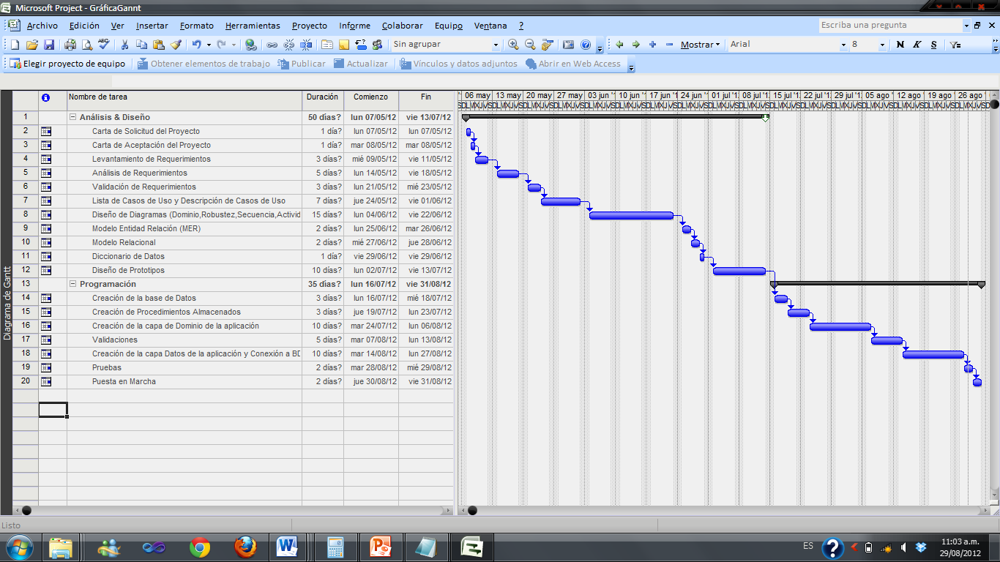 Microsoft Project - GráficaGannt
Archivo Edición Ver Insertar Formato Herramientas Proyecto Informe Colaborar Equipo Ventana ? Escriba una pregunta
Sin agrupar Mostrar Arial 8 N K S
Elegir proyecto de equipo Obtener elementos de trabajo Publicar Actualizar Vínculos y datos adjuntos Abrir en Web Access
Nombre de tarea Duración Comienzo Fin 06 may 13 may 20 may 27 may 03 jun '1 10 jun '1 17 jun '1 24 jun '1 01 jul '1 08 jul '1 15 jul '1 22 jul '1 29 jul '1 05 ago ' 12 ago ' 19 ago ' 26 ago '
1 Análisis & Diseño 50 días? lun 07/05/12 vie 13/07/12
2 Carta de Solicitud del Proyecto 1 día? lun 07/05/12 lun 07/05/12
3 Carta de Aceptación del Proyecto 1 día? mar 08/05/12 mar 08/05/12
4 Levantamiento de Requerimientos 3 días? mié 09/05/12 vie 11/05/12
5 Análisis de Requerimientos 5 días? lun 14/05/12 vie 18/05/12
6 Validación de Requerimientos 3 días? lun 21/05/12 mié 23/05/12
7 Lista de Casos de Uso y Descripción de Casos de Uso 7 días? jue 24/05/12 vie 01/06/12
8 Diseño de Diagramas (Dominio,Robustez,Secuencia,Activid 15 días? lun 04/06/12 vie 22/06/12
9 Modelo Entidad Relación (MER) 2 días? lun 25/06/12 mar 26/06/12
10 Modelo Relacional 2 días? mié 27/06/12 jue 28/06/12
11 Diccionario de Datos 1 día? vie 29/06/12 vie 29/06/12
12 Diseño de Prototipos 10 días? lun 02/07/12 vie 13/07/12
13 Programación 35 días? lun 16/07/12 vie 31/08/12
14 Creación de la base de Datos 3 días? lun 16/07/12 mié 18/07/12
15 Creación de Procedimientos Almacenados 3 días? jue 19/07/12 lun 23/07/12
16 Creación de la capa de Dominio de la aplicación 10 días? mar 24/07/12 lun 06/08/12
17 Validaciones 5 días? mar 07/08/12 lun 13/08/12
18 Creación de la capa Datos de la aplicación y Conexión a BD 10 días? mar 14/08/12 lun 27/08/12
19 Pruebas 2 días? mar 28/08/12 mié 29/08/12
20 Puesta en Marcha 2 días? jue 30/08/12 vie 31/08/12
Diagrama de Gantt
Listo
ES 11:03 a.m.
29/08/2012